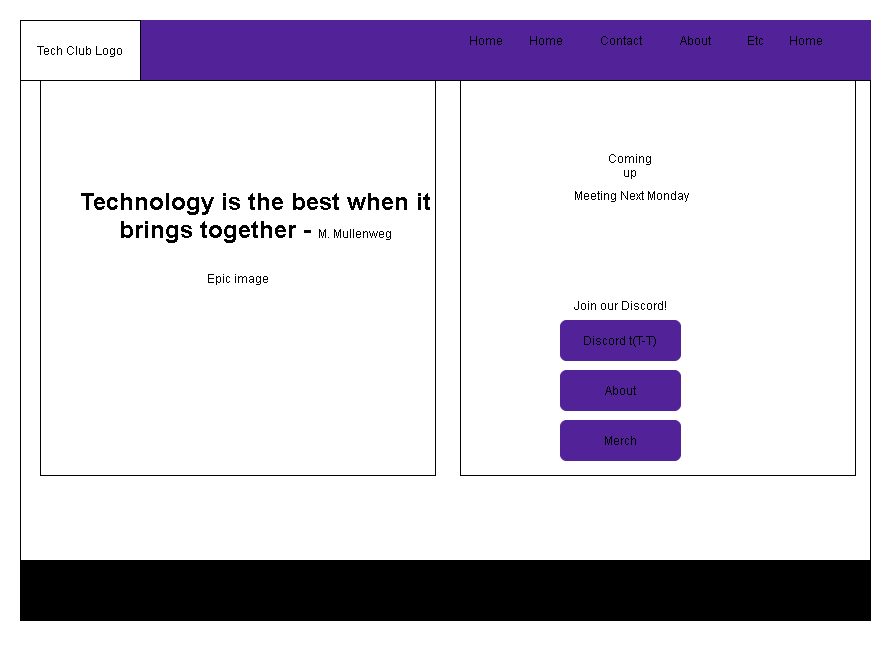 Tech Club Logo
Home Home Contact About Etc Home
Technology is the best when it
brings together - M. Mullenweg
Epic image
Coming
up
Meeting Next Monday
Join our Discord!
Discord t(T-T)
About
Merch